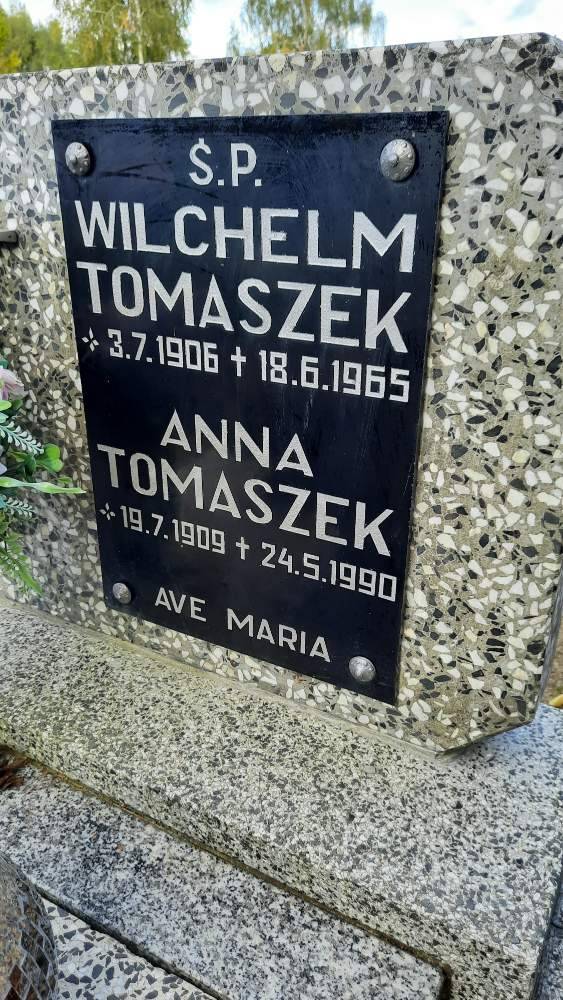 Ś.P.
WILCHELM
TOMASZEK
✧ 3.7.1906 ✝ 18.6.1965
ANNA
TOMASZEK
✧ 19.7.1909 ✝ 24.5.1990
AVE MARIA